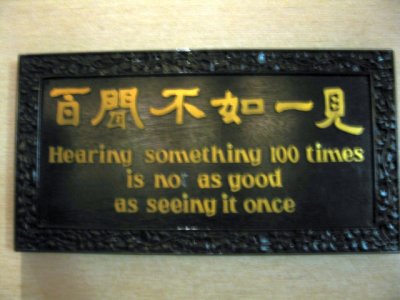 百聞不如一見
Hearing something 100 times
is not as good
as seeing it once